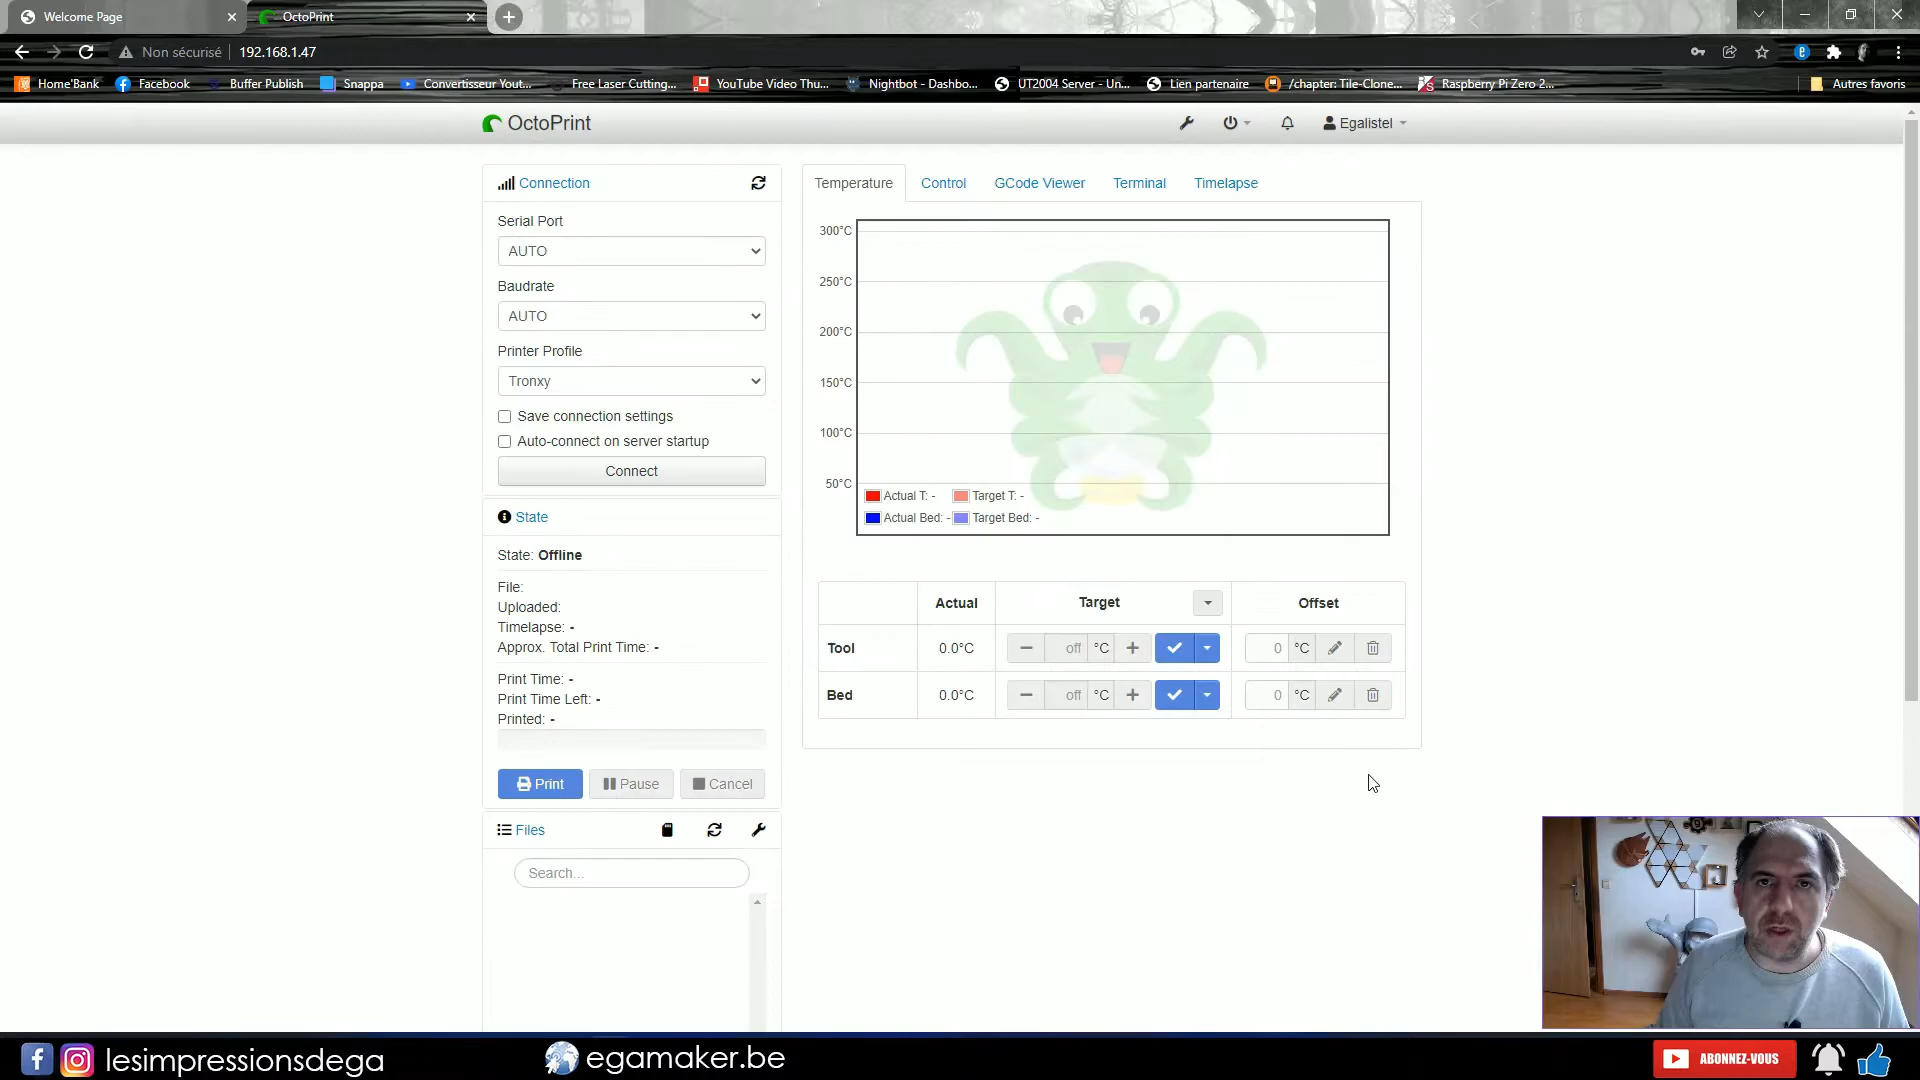 Welcome Page
OctoPrint
Non sécurisé
192.168.1.47
Home'Bank
Facebook
Buffer Publish
Snappa
Convertisseur Yout...
Free Laser Cutting...
YouTube Video Thu...
Nightbot - Dashbo...
UT2004 Server - Un...
Lien partenaire
/chapter: Tile-Clone...
Raspberry Pi Zero 2...
Autres favoris
OctoPrint
Egalistel
Connection
Serial Port
AUTO
Baudrate
AUTO
Printer Profile
Tronxy
Save connection settings
Auto-connect on server startup
Connect
State
State: Offline
File:
Uploaded:
Timelapse: -
Approx. Total Print Time: -
Print Time: -
Print Time Left: -
Printed: -
Print
Pause
Cancel
Files
Search...
Temperature
Control
GCode Viewer
Terminal
Timelapse
300°C
250°C
200°C
150°C
100°C
50°C
Actual T: -
Target T: -
Actual Bed: -
Target Bed: -
Actual
Target
Offset
Tool
0.0°C
off
°C
0
°C
Bed
0.0°C
off
°C
0
°C
lesimpressionsdega
egamaker.be
ABONNEZ-VOUS